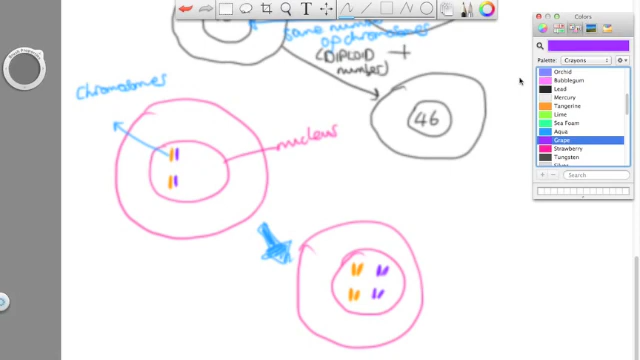 Same number
of chromosomes
(DIPLOID
number)
46
chromosomes
nucleus
Colors
Palette: Crayons
Orchid
Bubblegum
Lead
Mercury
Tangerine
Lime
Sea Foam
Aqua
Grape
Strawberry
Tungsten
Silver
Search